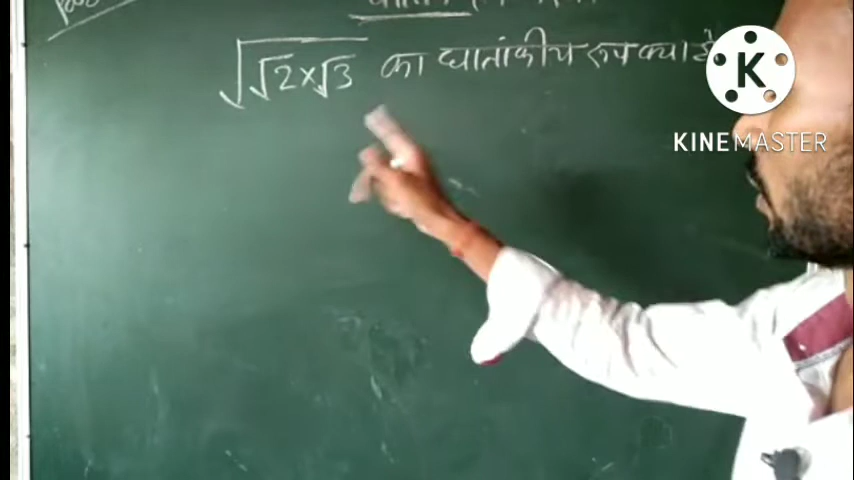 √(√2×√3) का घातांकीय रूप क्या है
K
KINEMASTER